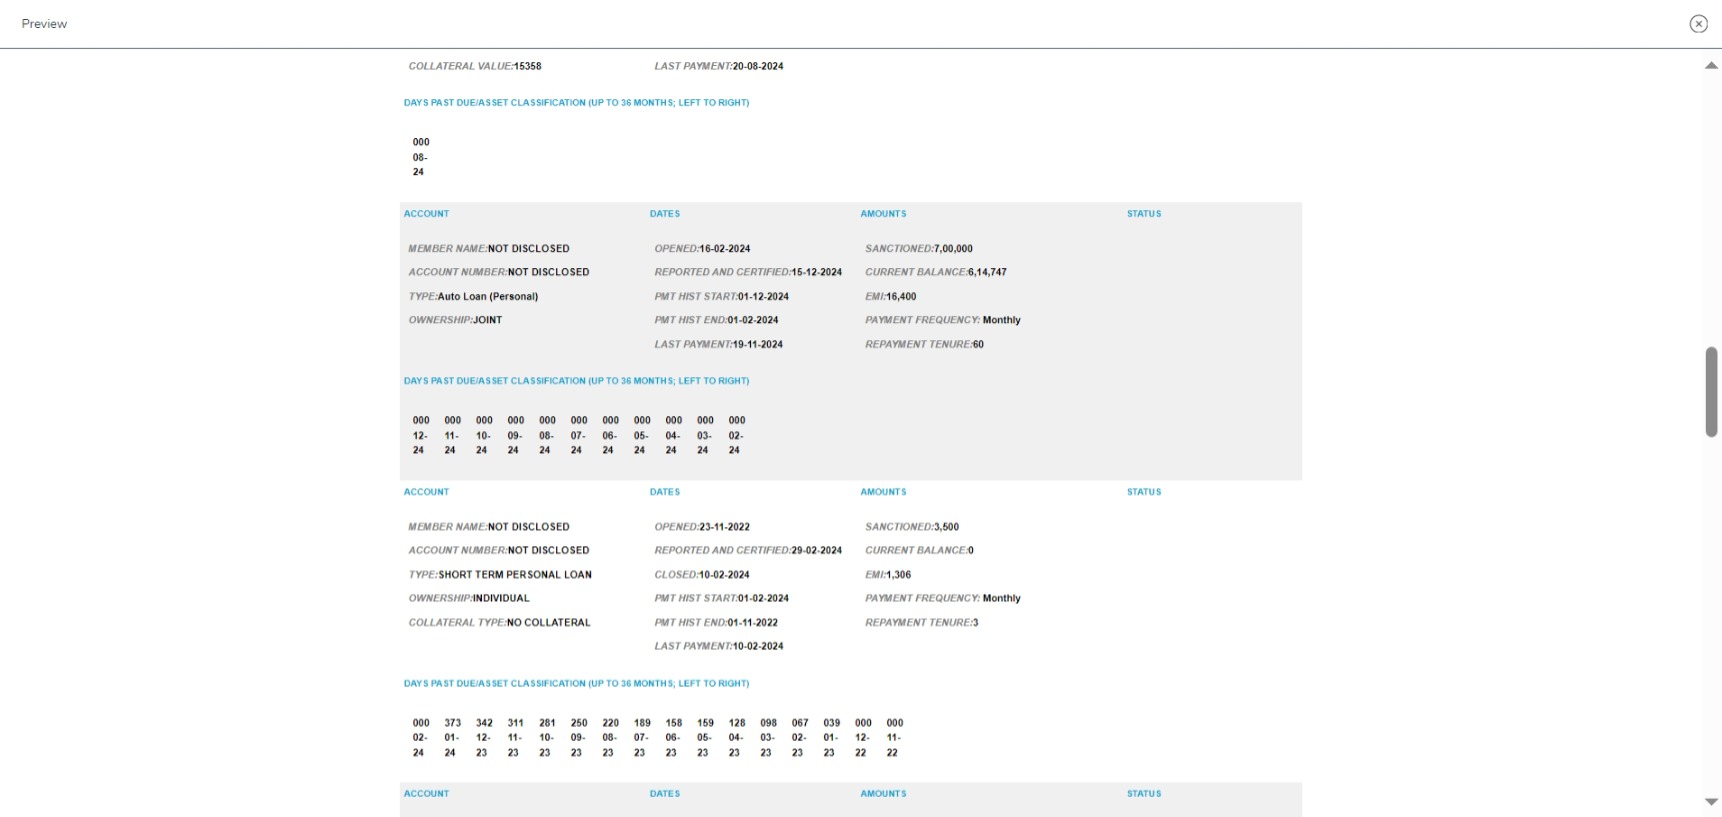 Preview
COLLATERAL VALUE:15358 LAST PAYMENT:20-08-2024
DAYS PAST DUE/ASSET CLASSIFICATION (UP TO 36 MONTHS; LEFT TO RIGHT)
000
08-
24
ACCOUNT DATES AMOUNTS STATUS
MEMBER NAME:NOT DISCLOSED OPENED:16-02-2024 SANCTIONED:7,00,000
ACCOUNT NUMBER:NOT DISCLOSED REPORTED AND CERTIFIED:15-12-2024 CURRENT BALANCE:6,14,747
TYPE:Auto Loan (Personal) PMT HIST START:01-12-2024 EMI:16,400
OWNERSHIP:JOINT PMT HIST END:01-02-2024 PAYMENT FREQUENCY: Monthly
LAST PAYMENT:19-11-2024 REPAYMENT TENURE:60
DAYS PAST DUE/ASSET CLASSIFICATION (UP TO 36 MONTHS; LEFT TO RIGHT)
000 000 000 000 000 000 000 000 000 000 000
12- 11- 10- 09- 08- 07- 06- 05- 04- 03- 02-
24 24 24 24 24 24 24 24 24 24 24
ACCOUNT DATES AMOUNTS STATUS
MEMBER NAME:NOT DISCLOSED OPENED:23-11-2022 SANCTIONED:3,500
ACCOUNT NUMBER:NOT DISCLOSED REPORTED AND CERTIFIED:29-02-2024 CURRENT BALANCE:0
TYPE:SHORT TERM PERSONAL LOAN CLOSED:10-02-2024 EMI:1,306
OWNERSHIP:INDIVIDUAL PMT HIST START:01-02-2024 PAYMENT FREQUENCY: Monthly
COLLATERAL TYPE:NO COLLATERAL PMT HIST END:01-11-2022 REPAYMENT TENURE:3
LAST PAYMENT:10-02-2024
DAYS PAST DUE/ASSET CLASSIFICATION (UP TO 36 MONTHS; LEFT TO RIGHT)
000 373 342 311 281 250 220 189 158 159 128 098 067 039 000 000
02- 01- 12- 11- 10- 09- 08- 07- 06- 05- 04- 03- 02- 01- 12- 11-
24 24 23 23 23 23 23 23 23 23 23 23 23 23 22 22
ACCOUNT DATES AMOUNTS STATUS